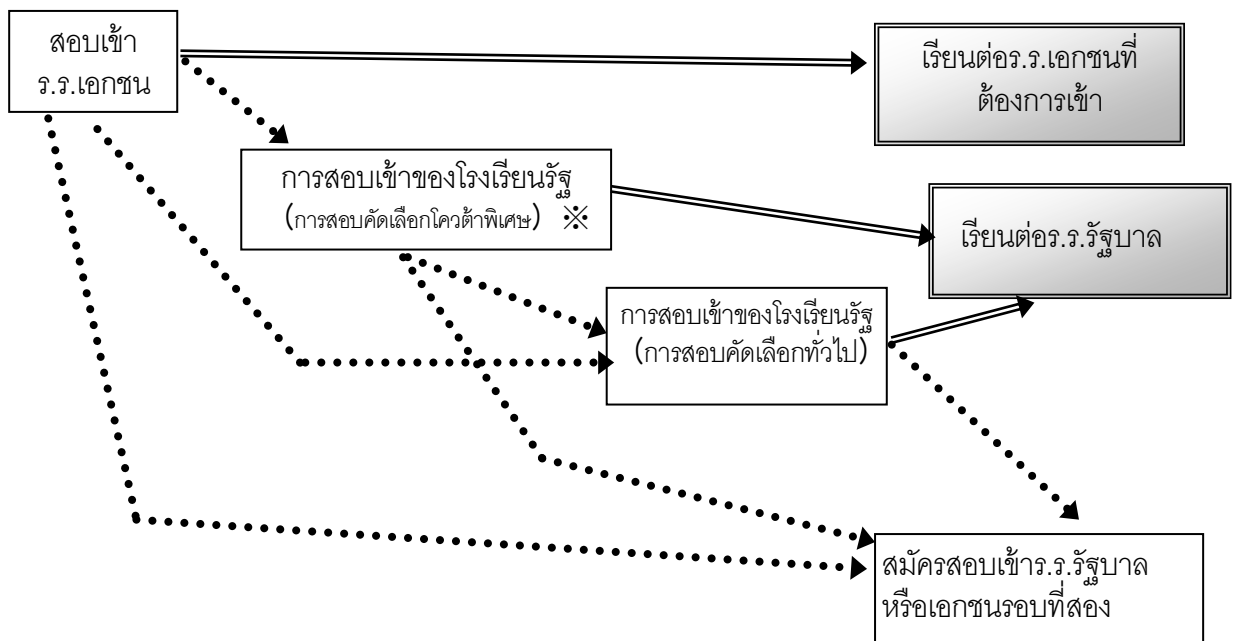 สอบเข้า
ร.ร.เอกชน
เรียนต่อร.ร.เอกชนที่
ต้องการเข้า
การสอบเข้าของโรงเรียนรัฐ
(การสอบคัดเลือกโควต้าพิเศษ) ※
เรียนต่อร.ร.รัฐบาล
การสอบเข้าของโรงเรียนรัฐ
(การสอบคัดเลือกทั่วไป)
สมัครสอบเข้าร.ร.รัฐบาล
หรือเอกชนรอบที่สอง